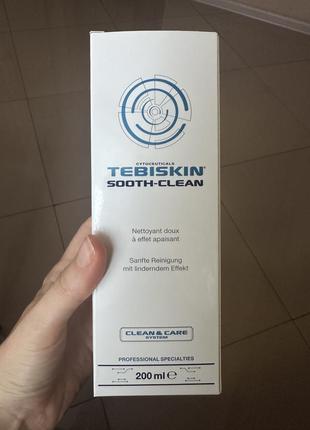 CYTOCEUTICALS
TEBISKIN®
SOOTH-CLEAN
Nettoyant doux
à effet apaisant
Sanfte Reinigung
mit linderndem Effekt
CLEAN & CARE
SYSTEM
PROFESSIONAL SPECIALTIES
200 ml ℮